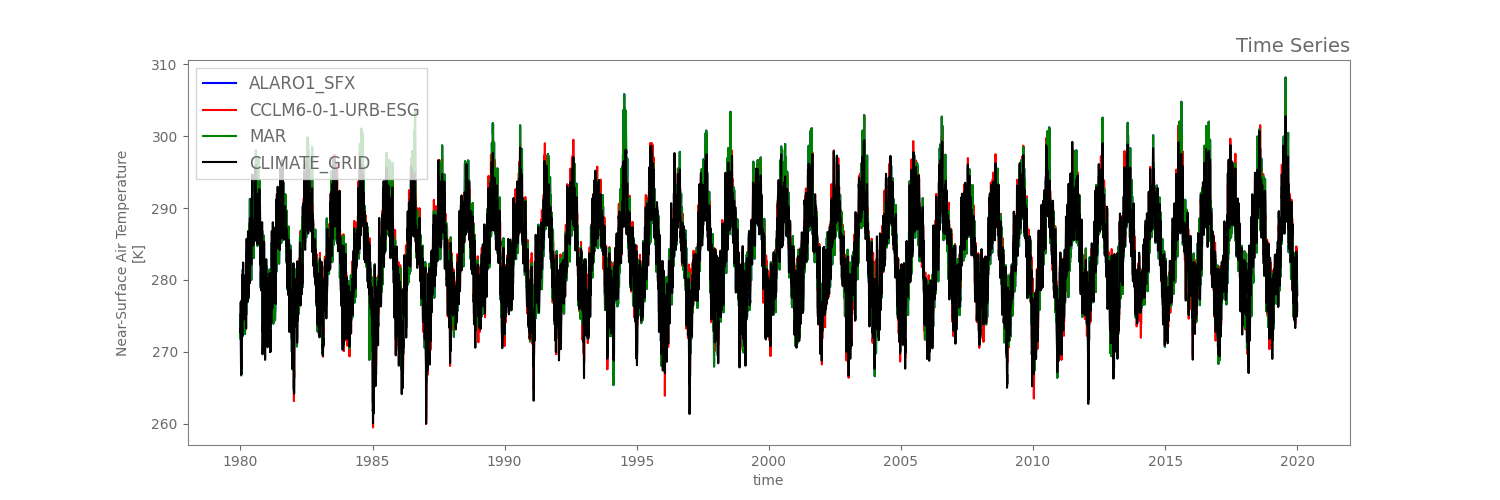 Time Series
ALARO1_SFX
CCLM6-0-1-URB-ESG
MAR
CLIMATE_GRID
Near-Surface Air Temperature
[K]
310
300
290
280
270
260
1980
1985
1990
1995
2000
2005
2010
2015
2020
time